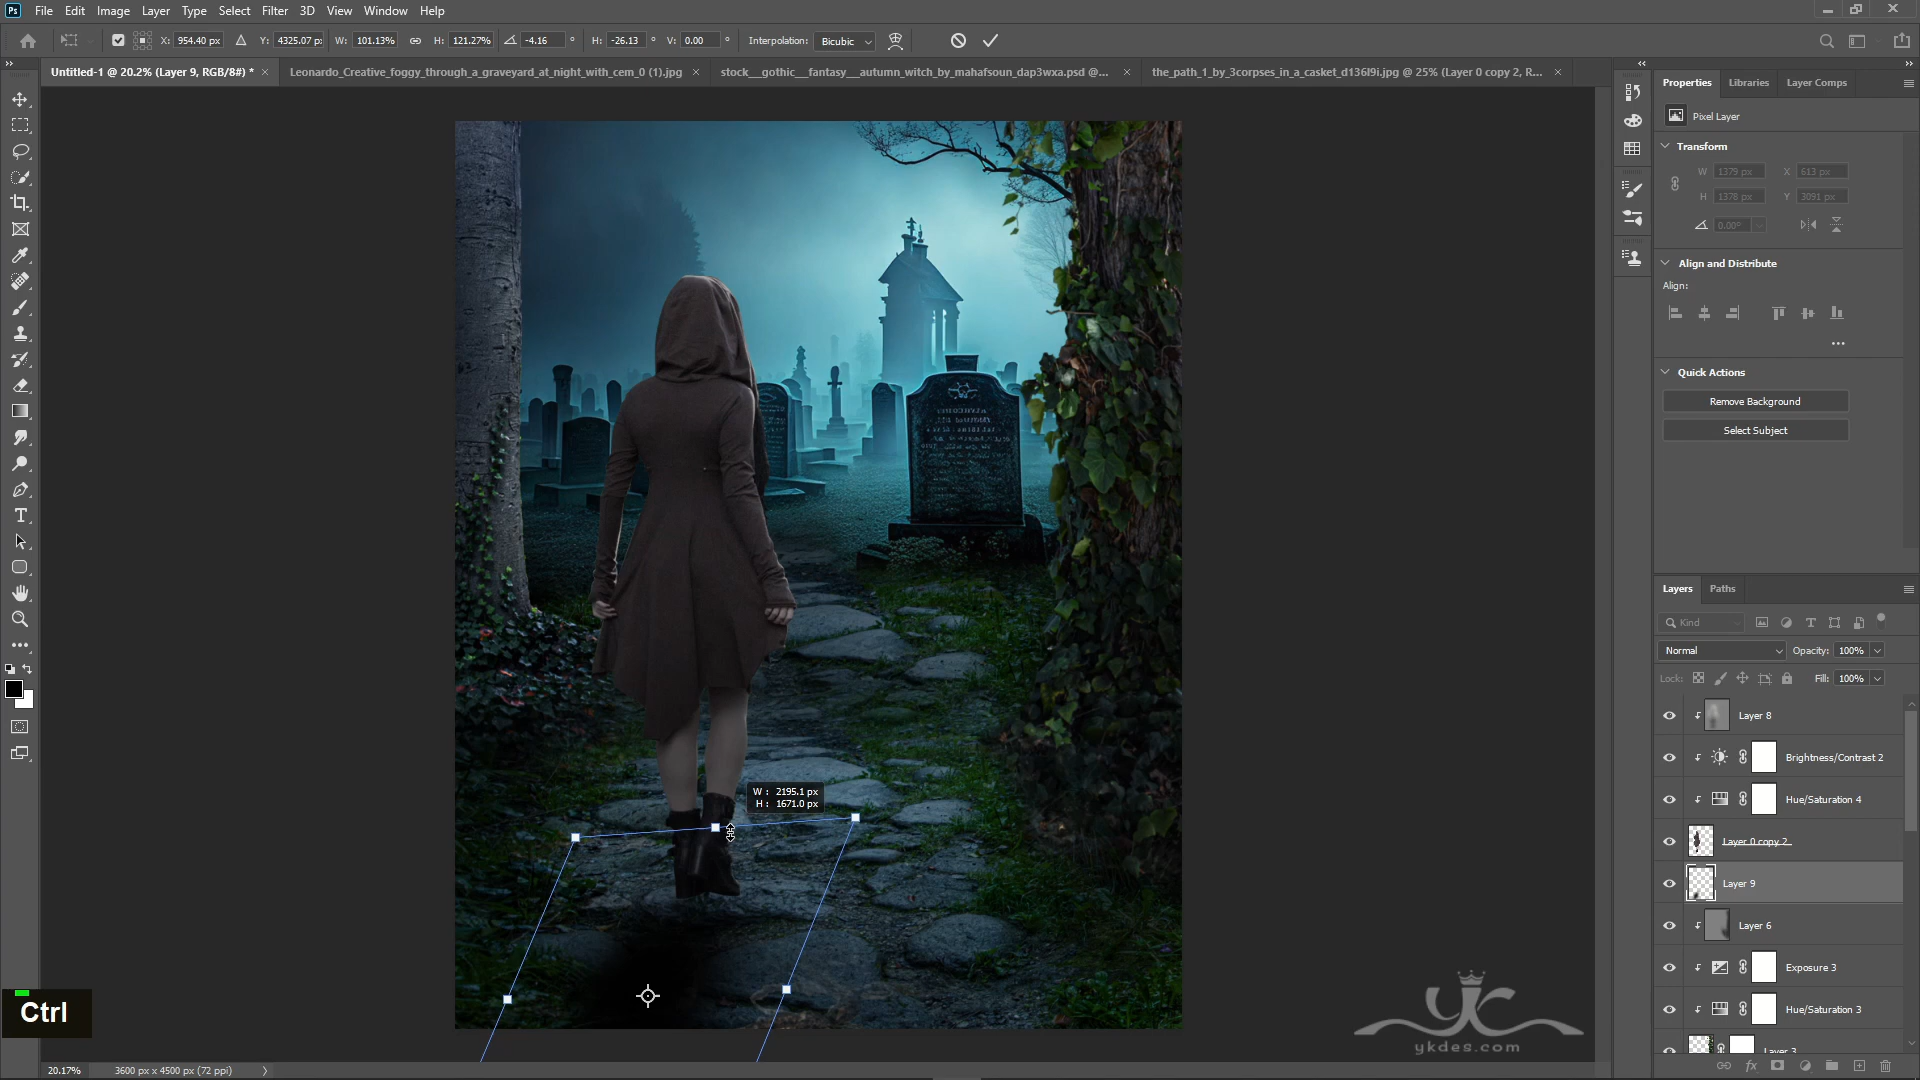 Ps File Edit Image Layer Type Select Filter 3D View Window Help
X: 954.40 px Y: 4325.07 px W: 101.13% H: 121.27% -4.16 ° H: -26.13 ° V: 0.00 ° Interpolation: Bicubic
Untitled-1 @ 20.2% (Layer 9, RGB/8#) * × Leonardo_Creative_foggy_through_a_graveyard_at_night_with_cem_0 (1).jpg × stock__gothic__fantasy__autumn_witch_by_mahafsoun_dap3wxa.psd @... × the_path_1_by_3corpses_in_a_casket_d136l9i.jpg @ 25% (Layer 0 copy 2, R... ×
Properties Libraries Layer Comps
Pixel Layer
Transform
W 1379 px X 613 px
H 1378 px Y 3091 px
0.00°
Align and Distribute
Align:
Quick Actions
Remove Background
Select Subject
Layers Paths
Kind
Normal Opacity: 100%
Lock: Fill: 100%
Layer 8
Brightness/Contrast 2
Hue/Saturation 4
Layer 0 copy 2
Layer 9
Layer 6
Exposure 3
Hue/Saturation 3
Layer 3
W : 2195.1 px
H : 1671.0 px
Ctrl
yk
ykdes.com
20.17% 3600 px x 4500 px (72 ppi)